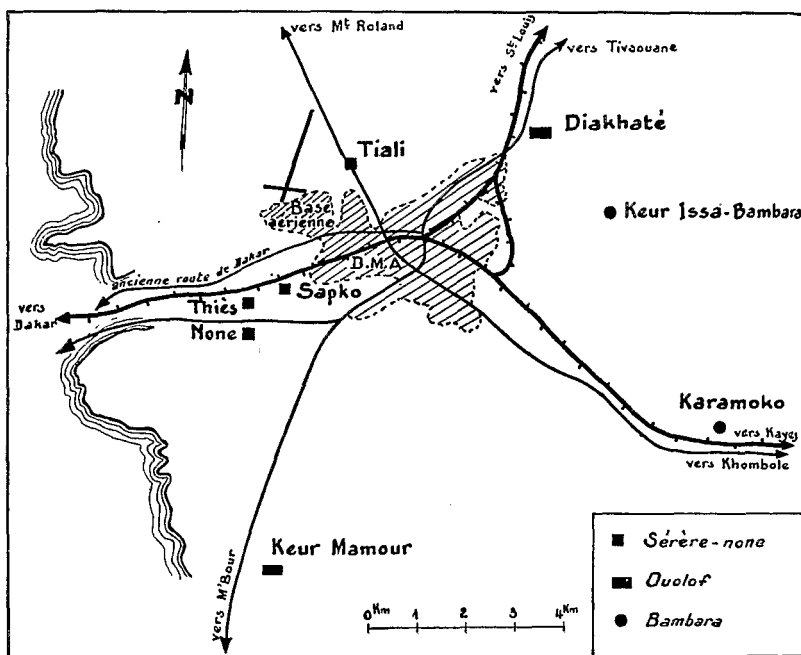 vers Mt Roland
vers St Louis
vers Tivaouane
N
Diakhaté
Tiali
Keur Issa-Bambara
Base
aérienne
ancienne route de Dakar
B.M.A
Sapko
Thiès
vers
Dakar
None
Karamoko
vers Kayes
vers Khombole
Keur Mamour
vers M'Bour
0 Km 1 2 3 4 Km
Sérère-none
Ouolof
Bambara